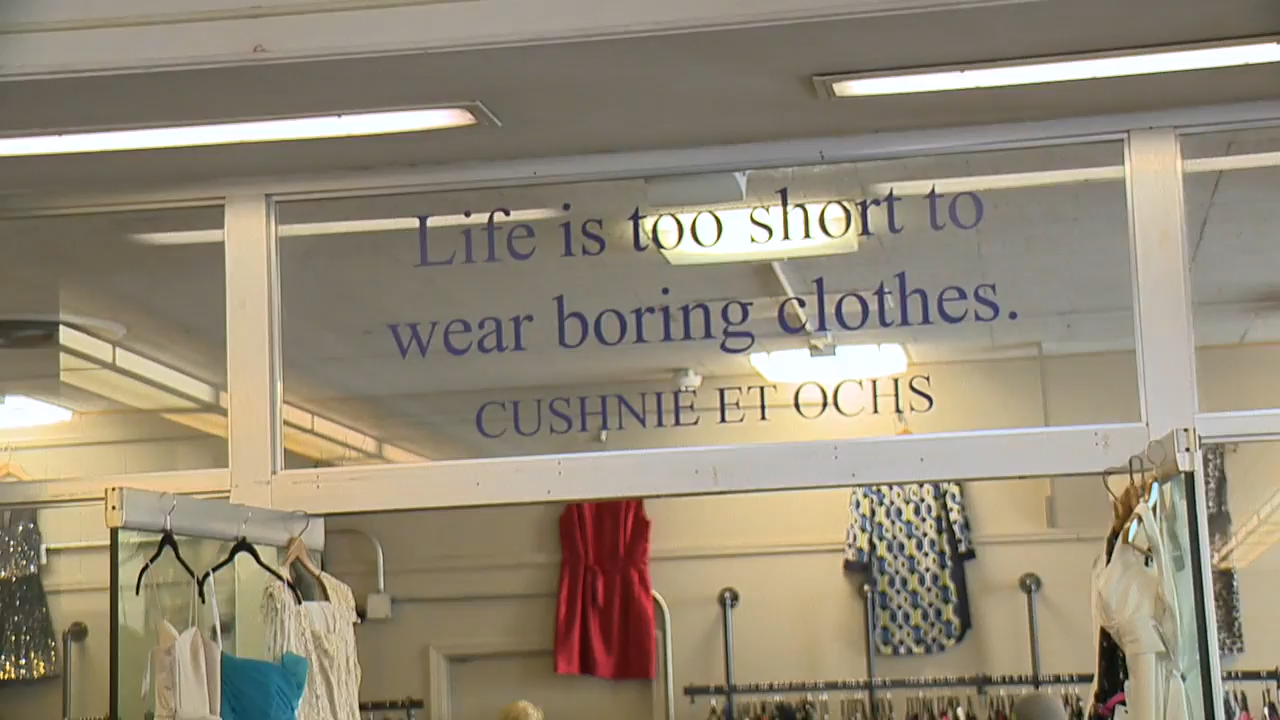 Life is too short to
wear boring clothes.
CUSHNIE ET OCHS